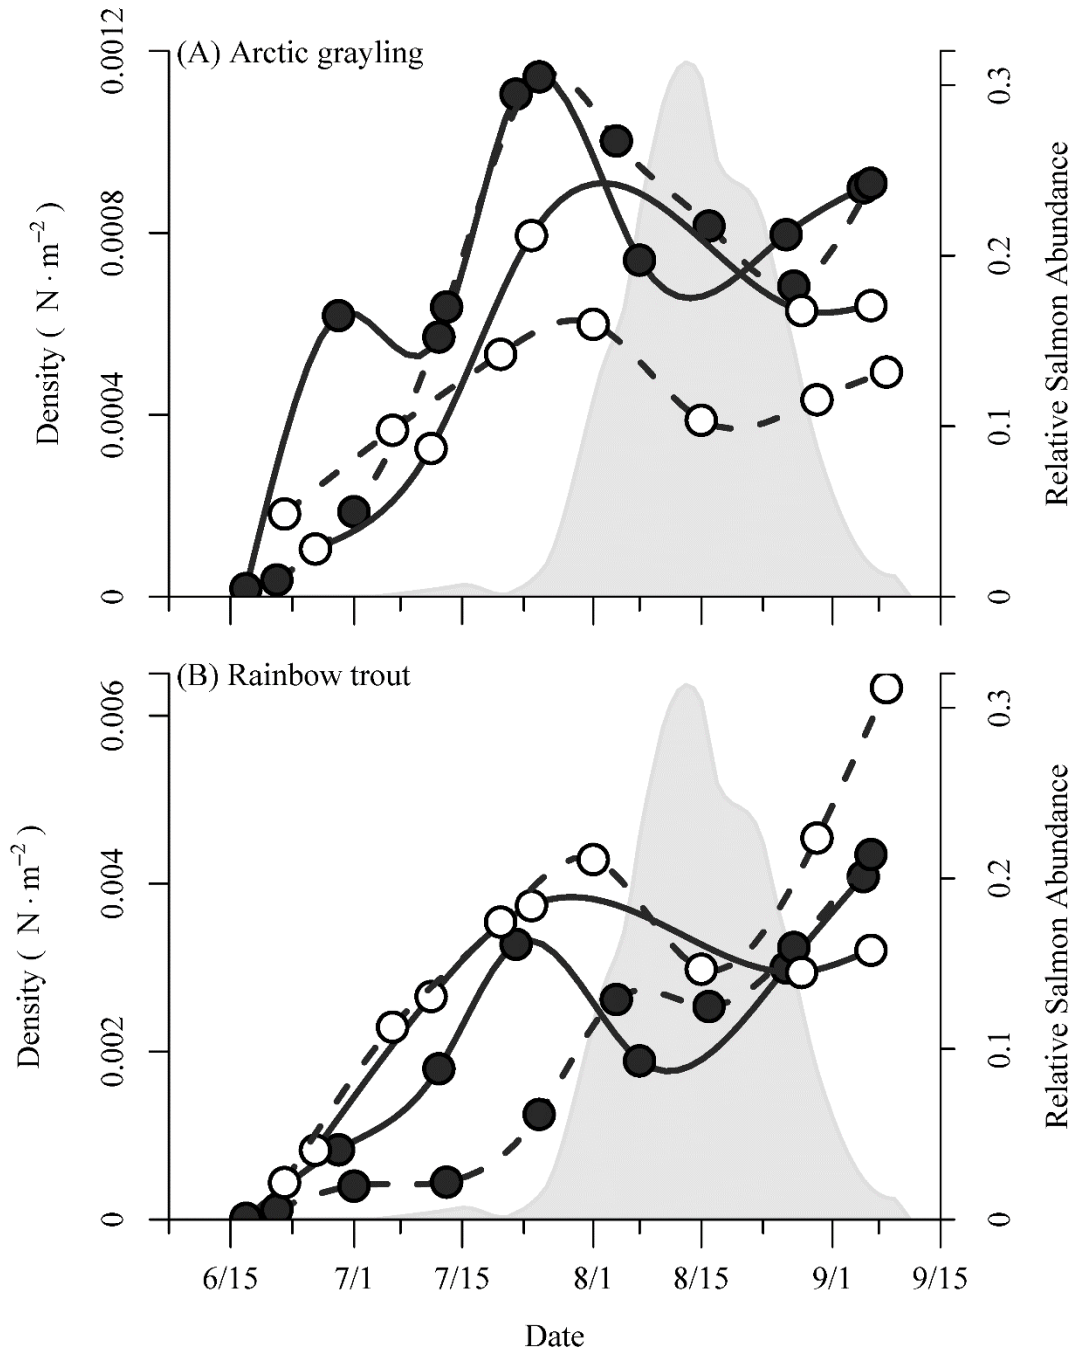 (A) Arctic grayling
0.0012
0.0008
0.0004
0
Density ( N · m⁻² )
0.3
0.2
0.1
0
Relative Salmon Abundance
(B) Rainbow trout
0.006
0.004
0.002
0
Density ( N · m⁻² )
0.3
0.2
0.1
0
Relative Salmon Abundance
6/15 7/1 7/15 8/1 8/15 9/1 9/15
Date